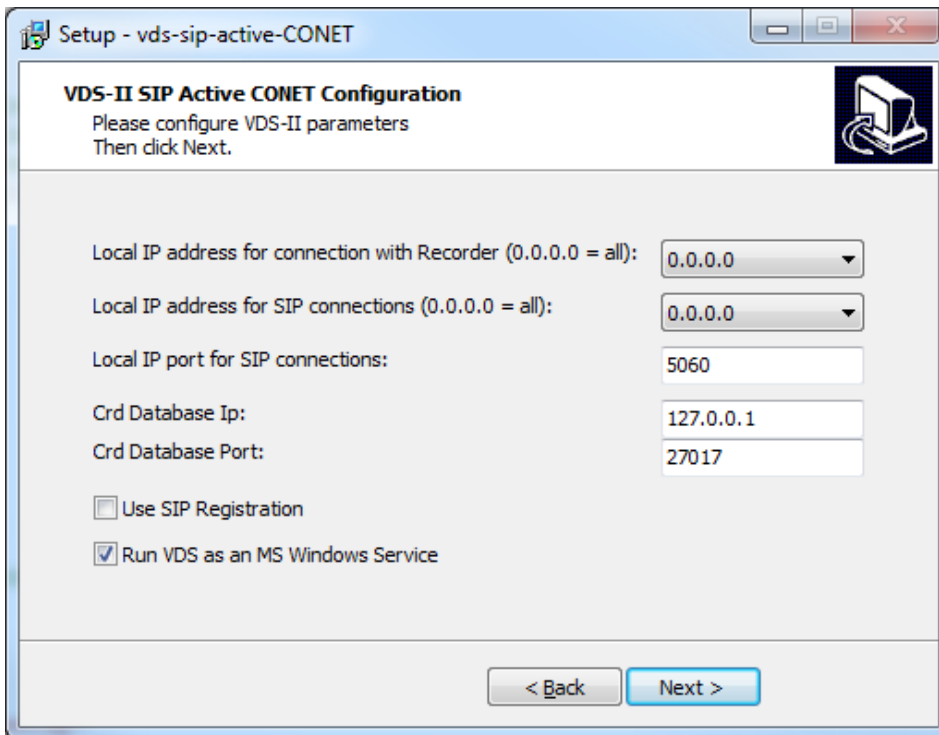 Setup - vds-sip-active-CONET
VDS-II SIP Active CONET Configuration
Please configure VDS-II parameters
Then click Next.
Local IP address for connection with Recorder (0.0.0.0 = all): 0.0.0.0
Local IP address for SIP connections (0.0.0.0 = all): 0.0.0.0
Local IP port for SIP connections: 5060
Crd Database Ip: 127.0.0.1
Crd Database Port: 27017
Use SIP Registration
Run VDS as an MS Windows Service
< Back Next >